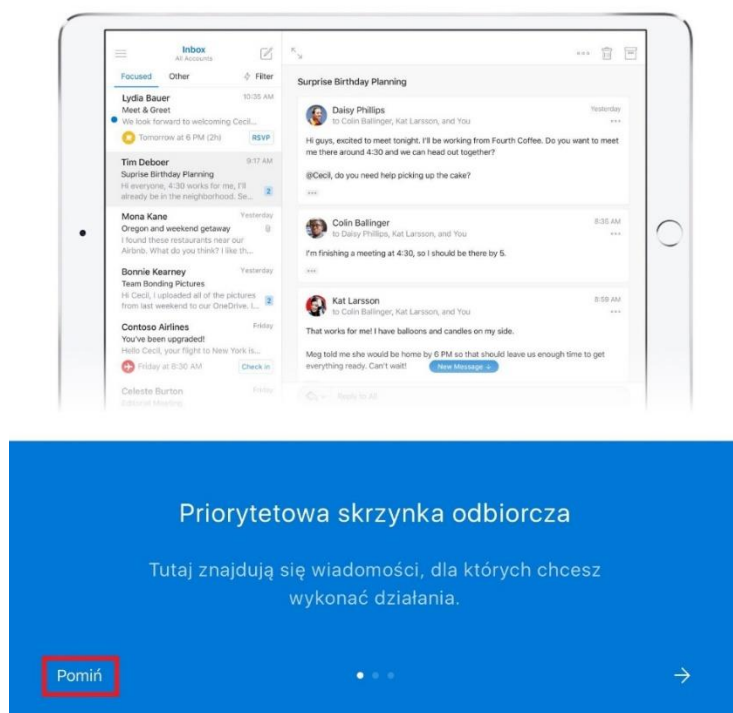 Inbox
All Accounts
Focused Other Filter
Lydia Bauer 10:35 AM
Meet & Greet
We look forward to welcoming Cecil...
Tomorrow at 6 PM (2h) RSVP
Tim Deboer 9:17 AM
Suprise Birthday Planning
Hi everyone, 4:30 works for me, I'll
already be in the neighborhood. Se... 2
Mona Kane Yesterday
Oregon and weekend getaway
I found these restaurants near our
Airbnb. What do you think? I like th...
Bonnie Kearney Yesterday
Team Bonding Pictures
Hi Cecil, I uploaded all of the pictures
from last weekend to our OneDrive. I... 2
Contoso Airlines Friday
You've been upgraded!
Hello Cecil, your flight to New York is...
Friday at 8:30 AM Check in
Celeste Burton Friday
Editorial Meeting
Surprise Birthday Planning
Daisy Phillips Yesterday
to Colin Ballinger, Kat Larsson, and You
Hi guys, excited to meet tonight. I'll be working from Fourth Coffee. Do you want to meet
me there around 4:30 and we can head out together?
@Cecil, do you need help picking up the cake?
Colin Ballinger 8:35 AM
to Daisy Phillips, Kat Larsson, and You
I'm finishing a meeting at 4:30, so I should be there by 5.
Kat Larsson 8:59 AM
to Colin Ballinger, Kat Larsson, and You
That works for me! I have balloons and candles on my side.
Meg told me she would be home by 6 PM so that should leave us enough time to get
everything ready. Can't wait! New Message ↓
Reply to All
Priorytetowa skrzynka odbiorcza
Tutaj znajdują się wiadomości, dla których chcesz
wykonać działania.
Pomiń